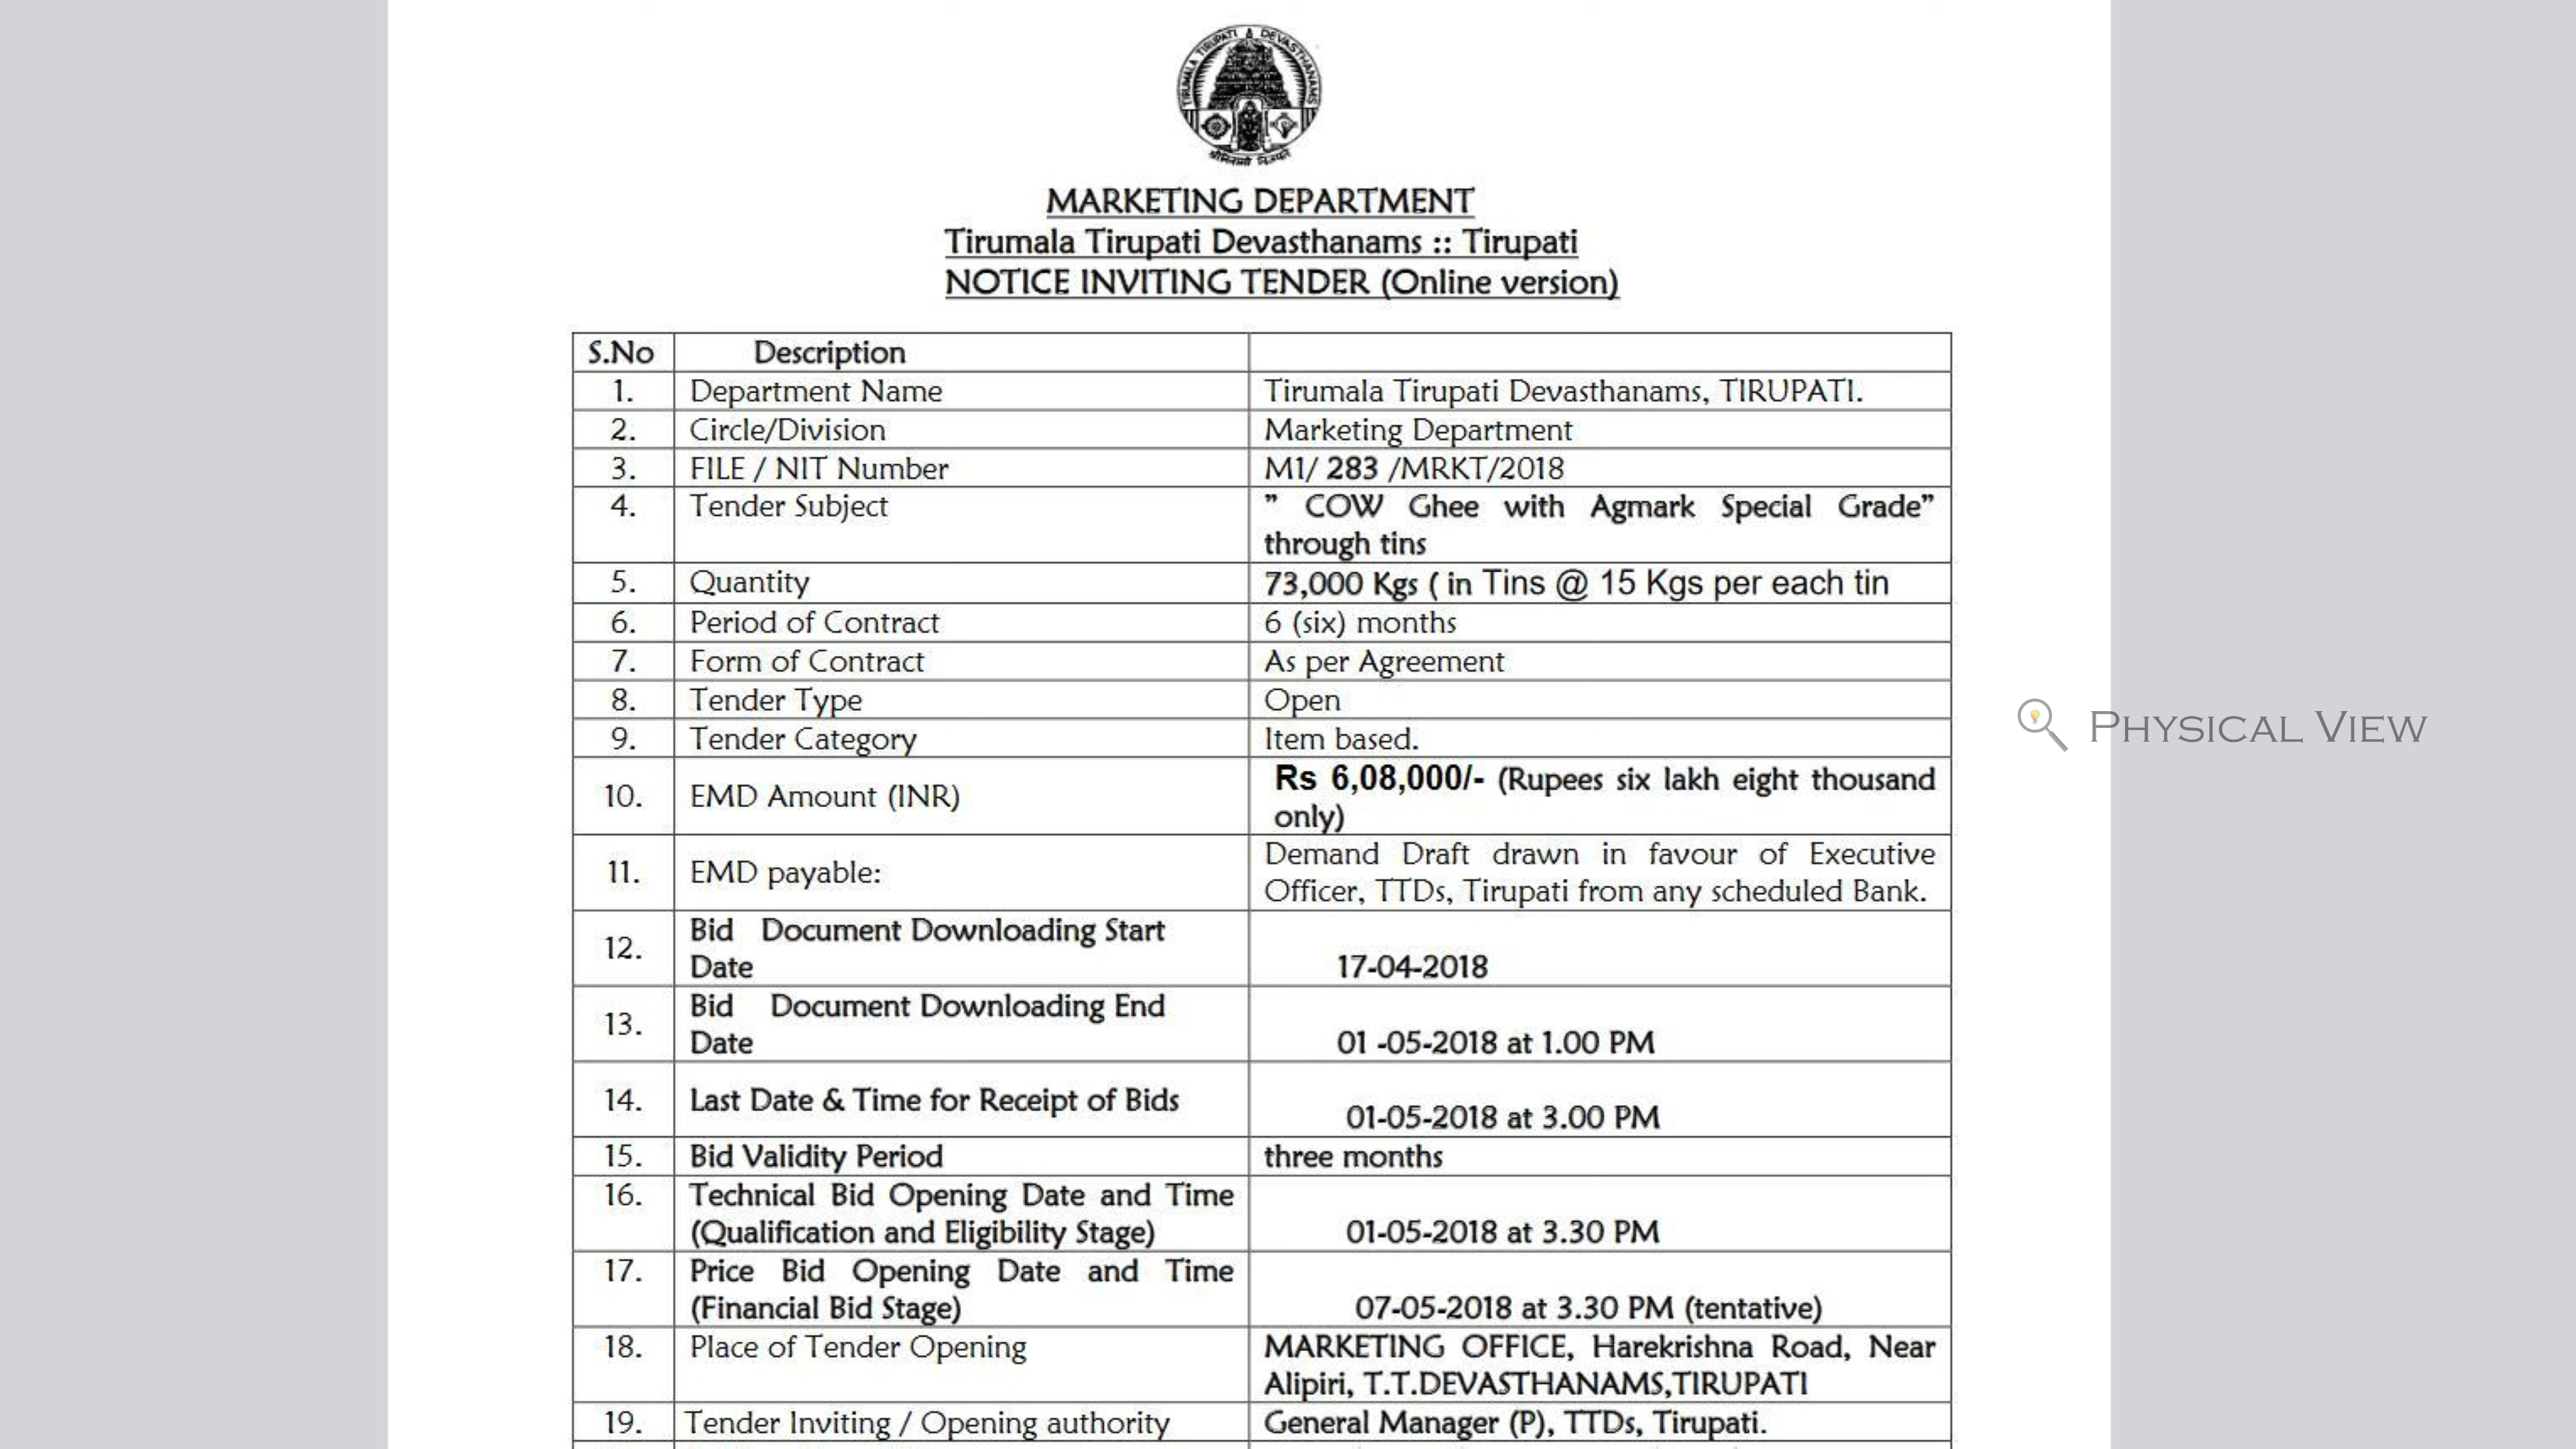 TIRUMALA TIRUPATI & DEVASTHANAMS
MARKETING DEPARTMENT
Tirumala Tirupati Devasthanams :: Tirupati
NOTICE INVITING TENDER (Online version)
S.No Description
1. Department Name Tirumala Tirupati Devasthanams, TIRUPATI.
2. Circle/Division Marketing Department
3. FILE / NIT Number M1/ 283 /MRKT/2018
4. Tender Subject ” COW Ghee with Agmark Special Grade”
through tins
5. Quantity 73,000 Kgs ( in Tins @ 15 Kgs per each tin
6. Period of Contract 6 (six) months
7. Form of Contract As per Agreement
8. Tender Type Open
9. Tender Category Item based.
10. EMD Amount (INR) Rs 6,08,000/- (Rupees six lakh eight thousand
only)
11. EMD payable: Demand Draft drawn in favour of Executive
Officer, TTDs, Tirupati from any scheduled Bank.
12. Bid Document Downloading Start
Date 17-04-2018
13. Bid Document Downloading End
Date 01 -05-2018 at 1.00 PM
14. Last Date & Time for Receipt of Bids 01-05-2018 at 3.00 PM
15. Bid Validity Period three months
16. Technical Bid Opening Date and Time
(Qualification and Eligibility Stage) 01-05-2018 at 3.30 PM
17. Price Bid Opening Date and Time
(Financial Bid Stage) 07-05-2018 at 3.30 PM (tentative)
18. Place of Tender Opening MARKETING OFFICE, Harekrishna Road, Near
Alipiri, T.T.DEVASTHANAMS,TIRUPATI
19. Tender Inviting / Opening authority General Manager (P), TTDs, Tirupati.
PHYSICAL VIEW